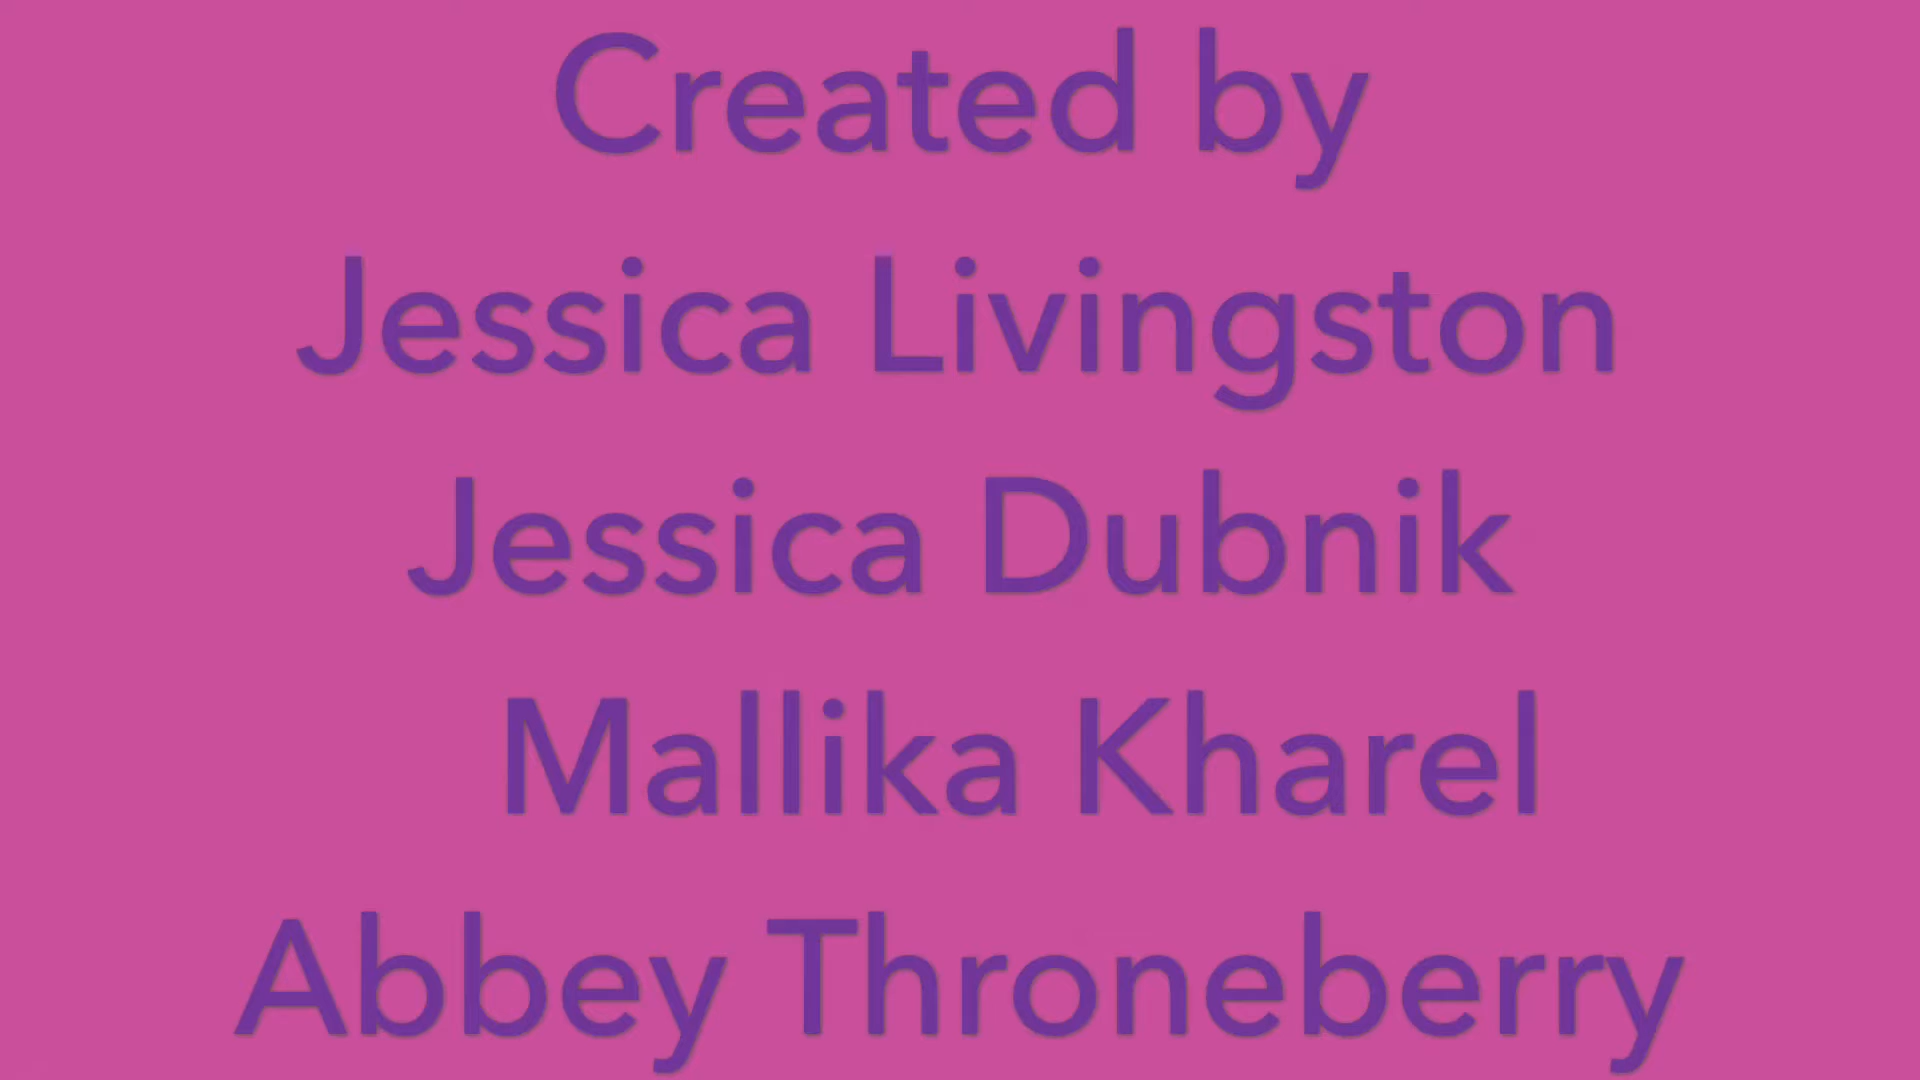 Created by
Jessica Livingston
Jessica Dubnik
Mallika Kharel
Abbey Throneberry